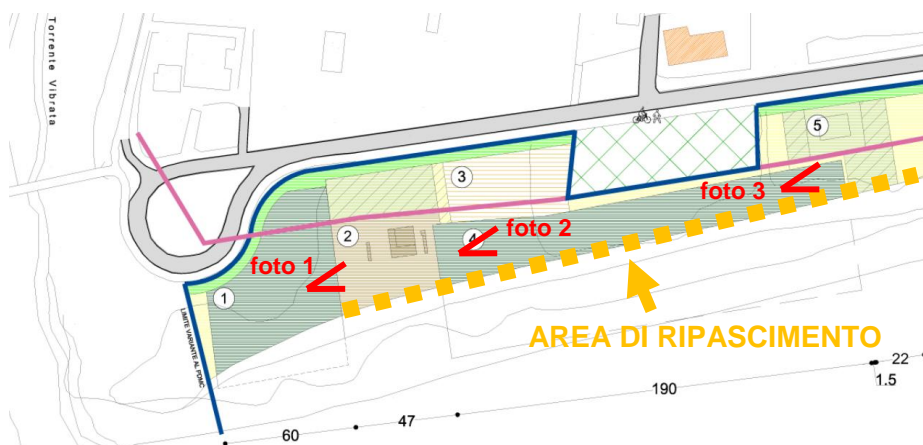 Torrente Vibrata
5
3
foto 3
2
foto 2
4
foto 1
1
LIMITE VARIANTE AL PDMC
AREA DI RIPASCIMENTO
22
190
1.5
47
60